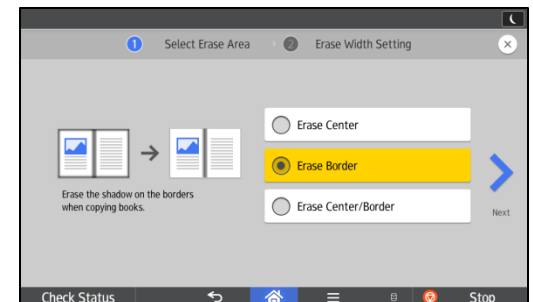 1 Select Erase Area 2 Erase Width Setting
Erase Center
Erase Border
Erase the shadow on the borders
when copying books.
Erase Center/Border
Next
Check Status Stop